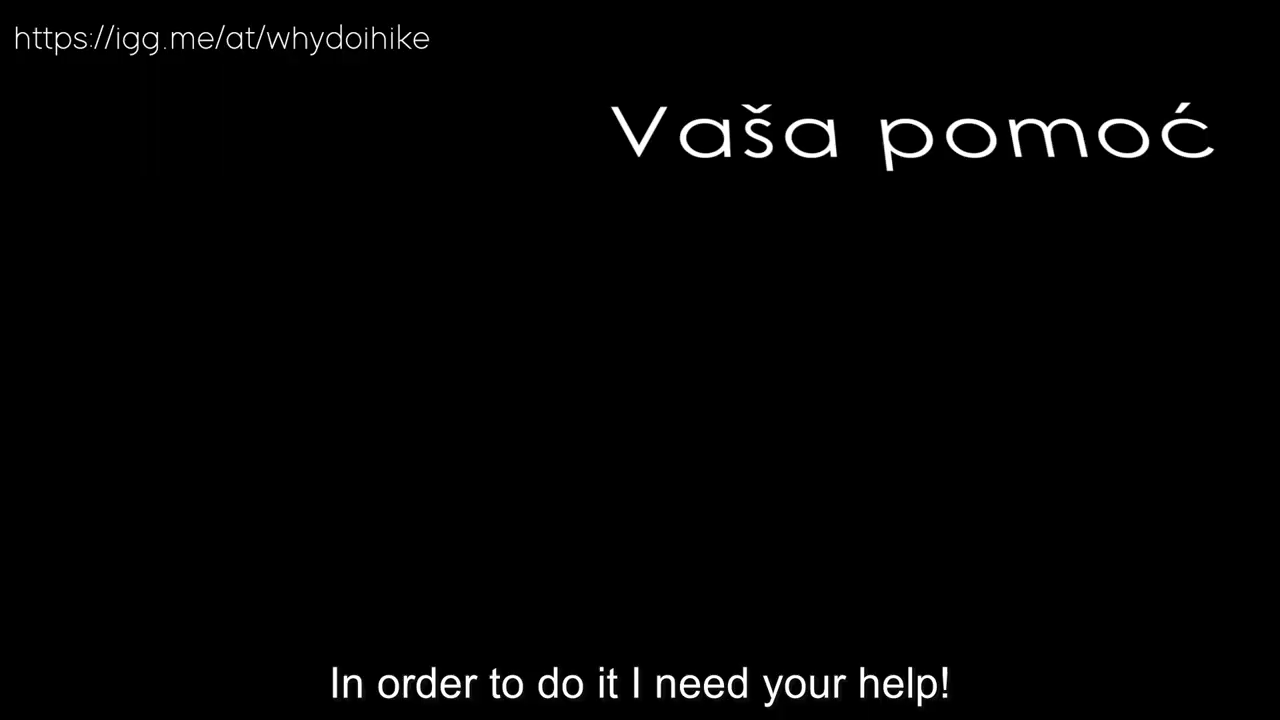 https://igg.me/at/whydoihike
Vaša pomoć
In order to do it I need your help!